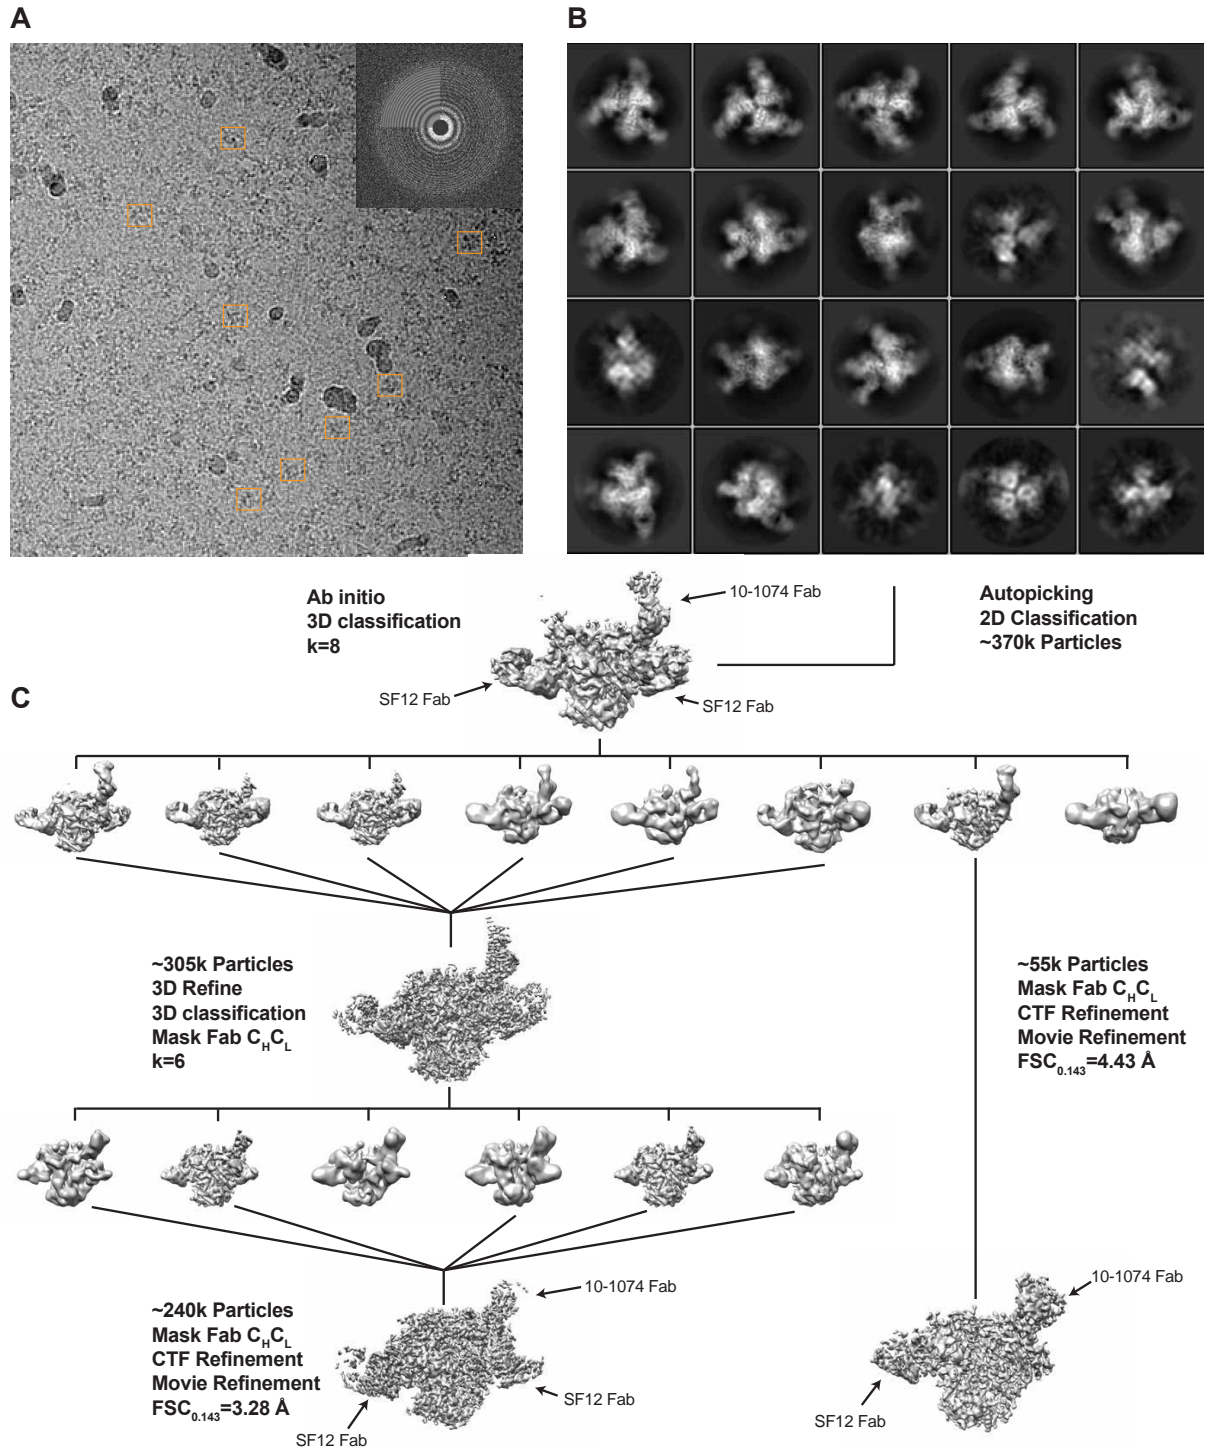 A
B
Ab initio
3D classification
k=8
10-1074 Fab
Autopicking
2D Classification
~370k Particles
SF12 Fab
SF12 Fab
C
~305k Particles
3D Refine
3D classification
Mask Fab CHCL
k=6
~55k Particles
Mask Fab CHCL
CTF Refinement
Movie Refinement
FSC0.143=4.43 Å
~240k Particles
Mask Fab CHCL
CTF Refinement
Movie Refinement
FSC0.143=3.28 Å
10-1074 Fab
SF12 Fab
SF12 Fab
10-1074 Fab
SF12 Fab